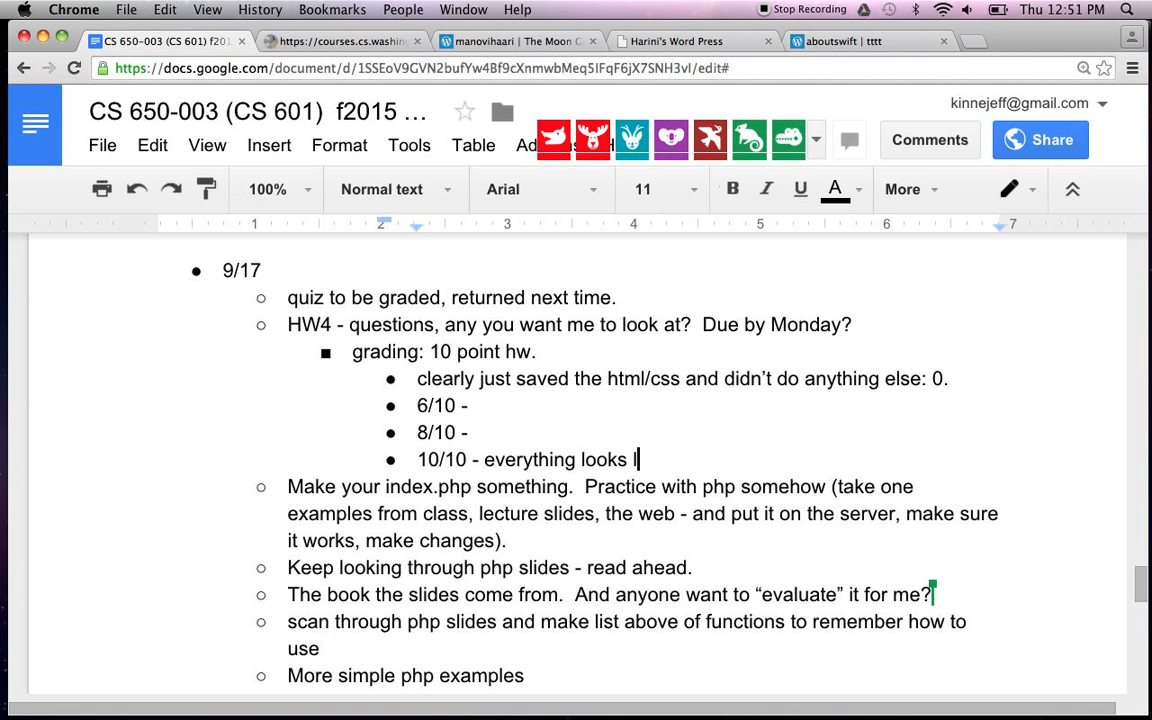 Chrome File Edit View History Bookmarks People Window Help Stop Recording Thu 12:51 PM
CS 650-003 (CS 601) f201 https://courses.cs.washin manovihaari | The Moon G Harini's Word Press aboutswift | tttt
https://docs.google.com/document/d/1SSEoV9GVN2bufYw4Bf9cXnmwbMeq5IFqF6jX7SNH3vI/edit#
CS 650-003 (CS 601) f2015 ... kinnejeff@gmail.com
File Edit View Insert Format Tools Table Comments Share
100% Normal text Arial 11 B I U A More
1 2 3 4 5 6 7
● 9/17
○ quiz to be graded, returned next time.
○ HW4 - questions, any you want me to look at? Due by Monday?
■ grading: 10 point hw.
● clearly just saved the html/css and didn't do anything else: 0.
● 6/10 -
● 8/10 -
● 10/10 - everything looks l
○ Make your index.php something. Practice with php somehow (take one
examples from class, lecture slides, the web - and put it on the server, make sure
it works, make changes).
○ Keep looking through php slides - read ahead.
○ The book the slides come from. And anyone want to “evaluate” it for me?
○ scan through php slides and make list above of functions to remember how to
use
○ More simple php examples